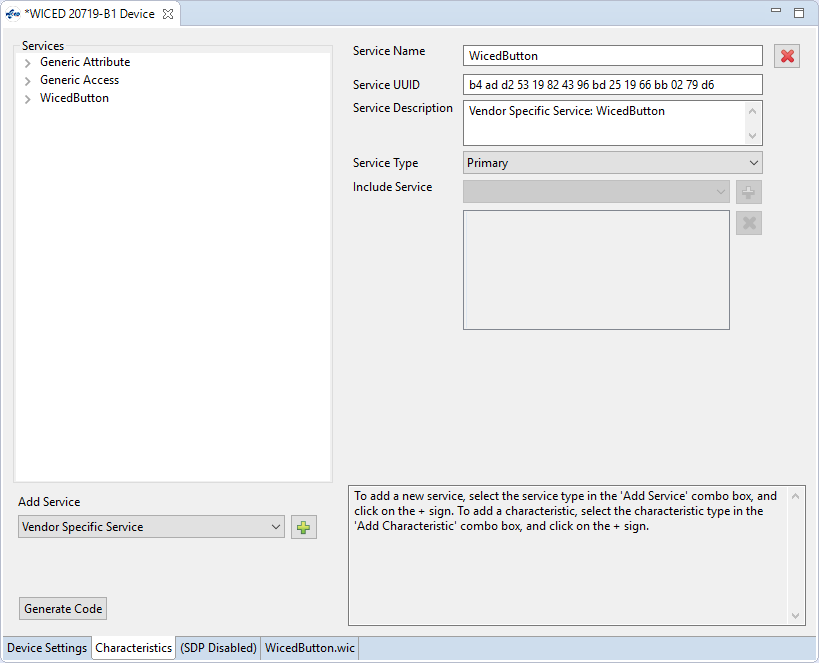 *WICED 20719-B1 Device
Services
Generic Attribute
Generic Access
WicedButton
Service Name
WicedButton
Service UUID
b4 ad d2 53 19 82 43 96 bd 25 19 66 bb 02 79 d6
Service Description
Vendor Specific Service: WicedButton
Service Type
Primary
Include Service
Add Service
Vendor Specific Service
Generate Code
To add a new service, select the service type in the 'Add Service' combo box, and
click on the + sign. To add a characteristic, select the characteristic type in the
'Add Characteristic' combo box, and click on the + sign.
Device Settings
Characteristics
(SDP Disabled)
WicedButton.wic